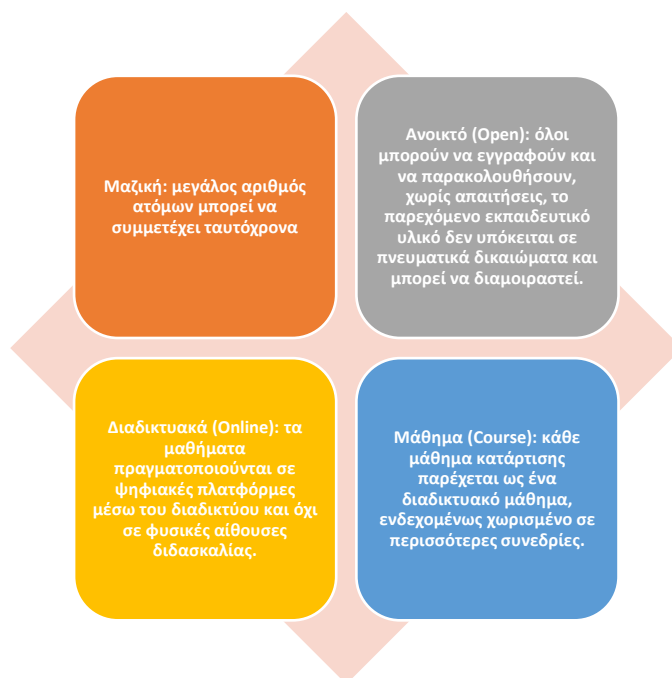 Μαζική: μεγάλος αριθμός
ατόμων μπορεί να
συμμετέχει ταυτόχρονα
Ανοικτό (Open): όλοι
μπορούν να εγγραφούν και
να παρακολουθήσουν,
χωρίς απαιτήσεις, το
παρεχόμενο εκπαιδευτικό
υλικό δεν υπόκειται σε
πνευματικά δικαιώματα και
μπορεί να διαμοιραστεί.
Διαδικτυακά (Online): τα
μαθήματα
πραγματοποιούνται σε
ψηφιακές πλατφόρμες
μέσω του διαδικτύου και όχι
σε φυσικές αίθουσες
διδασκαλίας.
Μάθημα (Course): κάθε
μάθημα κατάρτισης
παρέχεται ως ένα
διαδικτυακό μάθημα,
ενδεχομένως χωρισμένο σε
περισσότερες συνεδρίες.